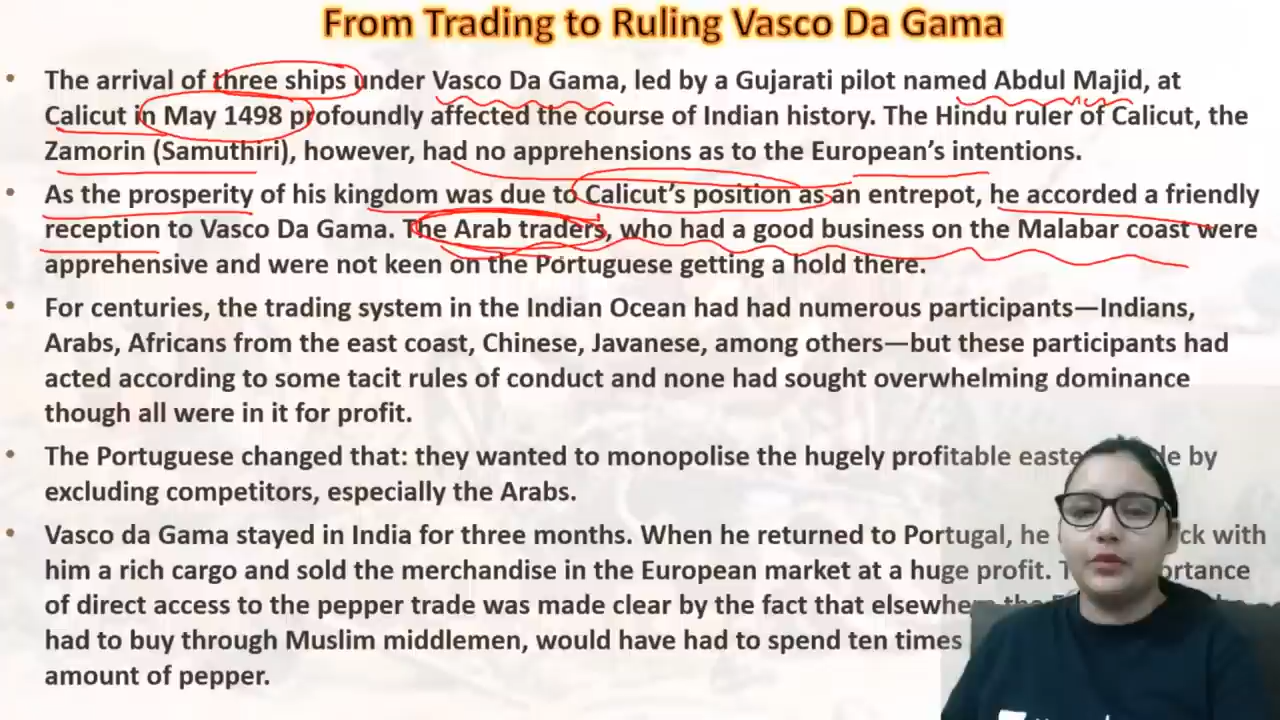 From Trading to Ruling Vasco Da Gama
• The arrival of three ships under Vasco Da Gama, led by a Gujarati pilot named Abdul Majid, at
Calicut in May 1498 profoundly affected the course of Indian history. The Hindu ruler of Calicut, the
Zamorin (Samuthiri), however, had no apprehensions as to the European's intentions.
• As the prosperity of his kingdom was due to Calicut's position as an entrepot, he accorded a friendly
reception to Vasco Da Gama. The Arab traders, who had a good business on the Malabar coast were
apprehensive and were not keen on the Portuguese getting a hold there.
• For centuries, the trading system in the Indian Ocean had had numerous participants—Indians,
Arabs, Africans from the east coast, Chinese, Javanese, among others—but these participants had
acted according to some tacit rules of conduct and none had sought overwhelming dominance
though all were in it for profit.
• The Portuguese changed that: they wanted to monopolise the hugely profitable by
excluding competitors, especially the Arabs.
• Vasco da Gama stayed in India for three months. When he returned to Portugal, he with
him a rich cargo and sold the merchandise in the European market at a huge profit.
of direct access to the pepper trade was made clear by the fact that elsewhere the
had to buy through Muslim middlemen, would have had to spend ten times
amount of pepper.